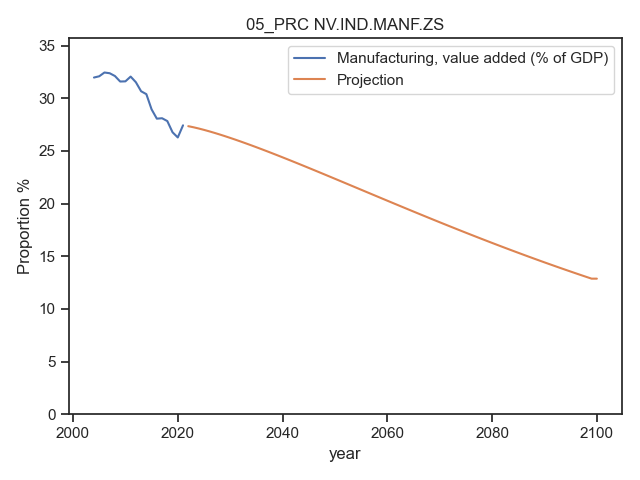 05_PRC NV.IND.MANF.ZS
Manufacturing, value added (% of GDP)
Projection
Proportion %
35
30
25
20
15
10
5
0
2000 2020 2040 2060 2080 2100
year